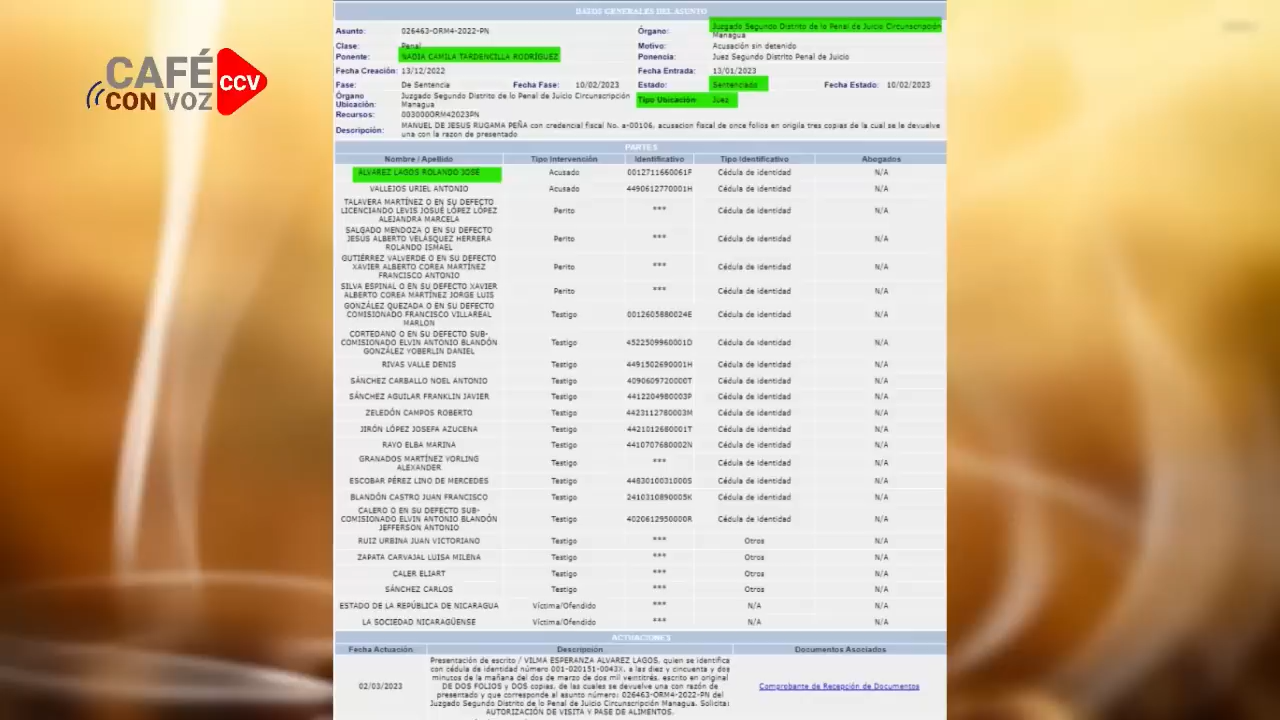 CAFÉ
CON VOZ
CCV
DATOS GENERALES DEL ASUNTO
Asunto: 026463-ORM4-2022-PN Órgano: Juzgado Segundo Distrito de lo Penal de Juicio Circunscripción
Managua
Clase: Penal Motivo: Acusación sin detenido
Ponente: NADIA CAMILA TARDENCILLA RODRIGUEZ Ponencia: Juez Segundo Distrito Penal de Juicio
Fecha Creación: 13/12/2022 Fecha Entrada: 13/01/2023
Fase: De Sentencia Fecha Fase: 10/02/2023 Estado: Sentenciado Fecha Estado: 10/02/2023
Órgano Juzgado Segundo Distrito de lo Penal de Juicio Circunscripción Tipo Ubicación: Juez
Ubicación: Managua
Recursos: 003000ORM42023PN
Descripción: MANUEL DE JESUS RUGAMA PEÑA con credencial fiscal No. a-00106, acusacion fiscal de once folios en origila tres copias de la cual se le devuelve
una con la razon de presentado
PARTES
Nombre / Apellido Tipo Intervención Identificativo Tipo Identificativo Abogados
ALVAREZ LAGOS ROLANDO JOSE Acusado 001271160061F Cédula de identidad N/A
VALLEJOS URIEL ANTONIO Acusado 4490612770001H Cédula de identidad N/A
TALAVERA MARTÍNEZ O EN SU DEFECTO
LICENCIANDO LEVIS JOSUÉ LÓPEZ LÓPEZ Perito *** Cédula de identidad N/A
ALEJANDRA MARCELA
SALGADO MENDOZA O EN SU DEFECTO
JESÚS ALBERTO VELÁSQUEZ HERRERA Perito *** Cédula de identidad N/A
ROLANDO ISMAEL
GUTIÉRREZ VALVERDE O EN SU DEFECTO
XAVIER ALBERTO COREA MARTÍNEZ Perito *** Cédula de identidad N/A
FRANCISCO ANTONIO
SILVA ESPINAL O EN SU DEFECTO XAVIER
ALBERTO COREA MARTÍNEZ JORGE LUIS Perito *** Cédula de identidad N/A
GONZÁLEZ QUEZADA O EN SU DEFECTO
COMISIONADO FRANCISCO VILLAREAL Testigo 0012605880024E Cédula de identidad N/A
MARLON
CORTEDANO O EN SU DEFECTO SUB-
COMISIONADO ELVIN ANTONIO BLANDÓN Testigo 4522509960001D Cédula de identidad N/A
GONZÁLEZ YOBERLIN DANIEL
RIVAS VALLE DENIS Testigo 4491502690001H Cédula de identidad N/A
SÁNCHEZ CARBALLO NOEL ANTONIO Testigo 4090609720000T Cédula de identidad N/A
SÁNCHEZ AGUILAR FRANKLIN JAVIER Testigo 4412204980003P Cédula de identidad N/A
ZELEDÓN CAMPOS ROBERTO Testigo 4423112780003M Cédula de identidad N/A
JIRÓN LÓPEZ JOSEFA AZUCENA Testigo 4421012680001T Cédula de identidad N/A
RAYO ELBA MARINA Testigo 4410707680002N Cédula de identidad N/A
GRANADOS MARTÍNEZ YORLING
ALEXANDER Testigo *** Cédula de identidad N/A
ESCOBAR PÉREZ LINO DE MERCEDES Testigo 4483010031000S Cédula de identidad N/A
BLANDÓN CASTRO JUAN FRANCISCO Testigo 2410310890005K Cédula de identidad N/A
CALERO O EN SU DEFECTO SUB-
COMISIONADO ELVIN ANTONIO BLANDÓN Testigo 4020612950000R Cédula de identidad N/A
JEFFERSON ANTONIO
RUIZ URBINA JUAN VICTORIANO Testigo *** Otros N/A
ZAPATA CARVAJAL LUISA MILENA Testigo *** Otros N/A
CALER ELIART Testigo *** Otros N/A
SÁNCHEZ CARLOS Testigo *** Otros N/A
ESTADO DE LA REPÚBLICA DE NICARAGUA Víctima/Ofendido *** N/A N/A
LA SOCIEDAD NICARAGÜENSE Víctima/Ofendido *** N/A N/A
ACTUACIONES
Fecha Actuación Descripción Documentos Asociados
Presentación de escrito / VILMA ESPERANZA ALVAREZ LAGOS, quien se identifica
con cédula de identidad número 001-020151-0043X, a las diez y cincuenta y dos
minutos de la mañana del dos de marzo de dos mil veintitrés, escrito en original
02/03/2023 DE DOS FOLIOS y DOS copias, de las cuales se devuelve una con razón de Comprobante de Recepción de Documentos
presentado y que corresponde al asunto número: 026463-ORM4-2022-PN del
Juzgado Segundo Distrito de lo Penal de Juicio Circunscripción Managua. Solicita:
AUTORIZACIÓN DE VISITA Y PASE DE ALIMENTOS.